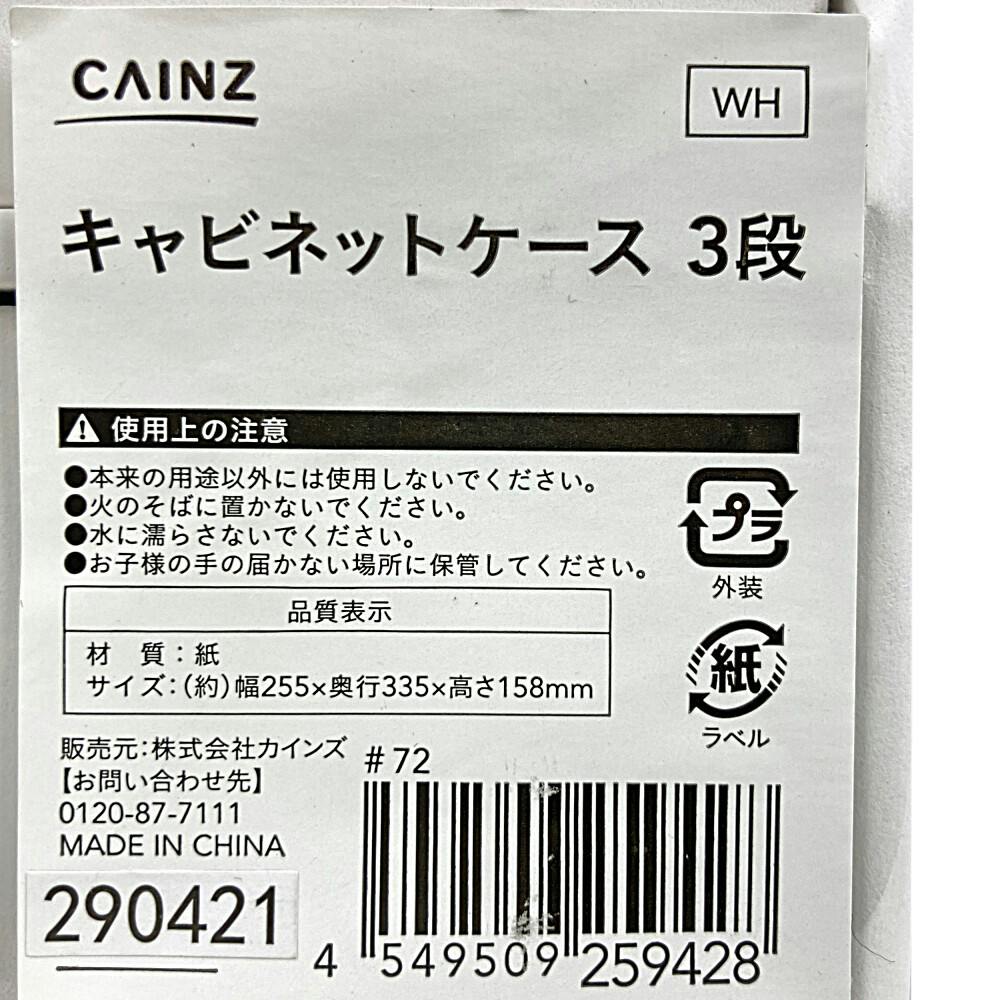 CAINZ
WH
キャビネットケース 3段
使用上の注意
●本来の用途以外には使用しないでください。
●火のそばに置かないでください。
●水に濡らさないでください。
●お子様の手の届かない場所に保管してください。
プラ
外装
品質表示
材　質：紙
サイズ：(約)幅255×奥行335×高さ158mm
紙
ラベル
販売元：株式会社カインズ
【お問い合わせ先】
0120-87-7111
MADE IN CHINA
#72
290421
4 549509 259428